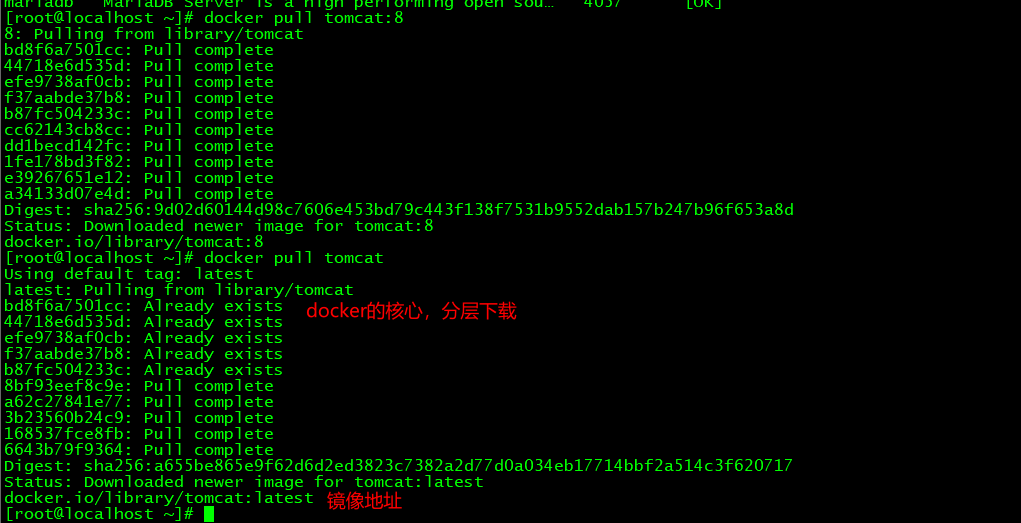 mariadb   MariaDB Server is a high performing open sou…   4057       [OK]
[root@localhost ~]# docker pull tomcat:8
8: Pulling from library/tomcat
bd8f6a7501cc: Pull complete
44718e6d535d: Pull complete
efe9738af0cb: Pull complete
f37aabde37b8: Pull complete
b87fc504233c: Pull complete
cc62143cb8cc: Pull complete
dd1becd142fc: Pull complete
1fe178bd3f82: Pull complete
e39267651e12: Pull complete
a34133d07e4d: Pull complete
Digest: sha256:9d02d60144d98c7606e453bd79c443f138f7531b9552dab157b247b96f653a8d
Status: Downloaded newer image for tomcat:8
docker.io/library/tomcat:8
[root@localhost ~]# docker pull tomcat
Using default tag: latest
latest: Pulling from library/tomcat
bd8f6a7501cc: Already exists docker的核心，分层下载
44718e6d535d: Already exists
efe9738af0cb: Already exists
f37aabde37b8: Already exists
b87fc504233c: Already exists
8bf93eef8c9e: Pull complete
a62c27841e77: Pull complete
3b23560b24c9: Pull complete
168537fce8fb: Pull complete
6643b79f9364: Pull complete
Digest: sha256:a655be865e9f62d6d2ed3823c7382a2d77d0a034eb17714bbf2a514c3f620717
Status: Downloaded newer image for tomcat:latest
docker.io/library/tomcat:latest 镜像地址
[root@localhost ~]#